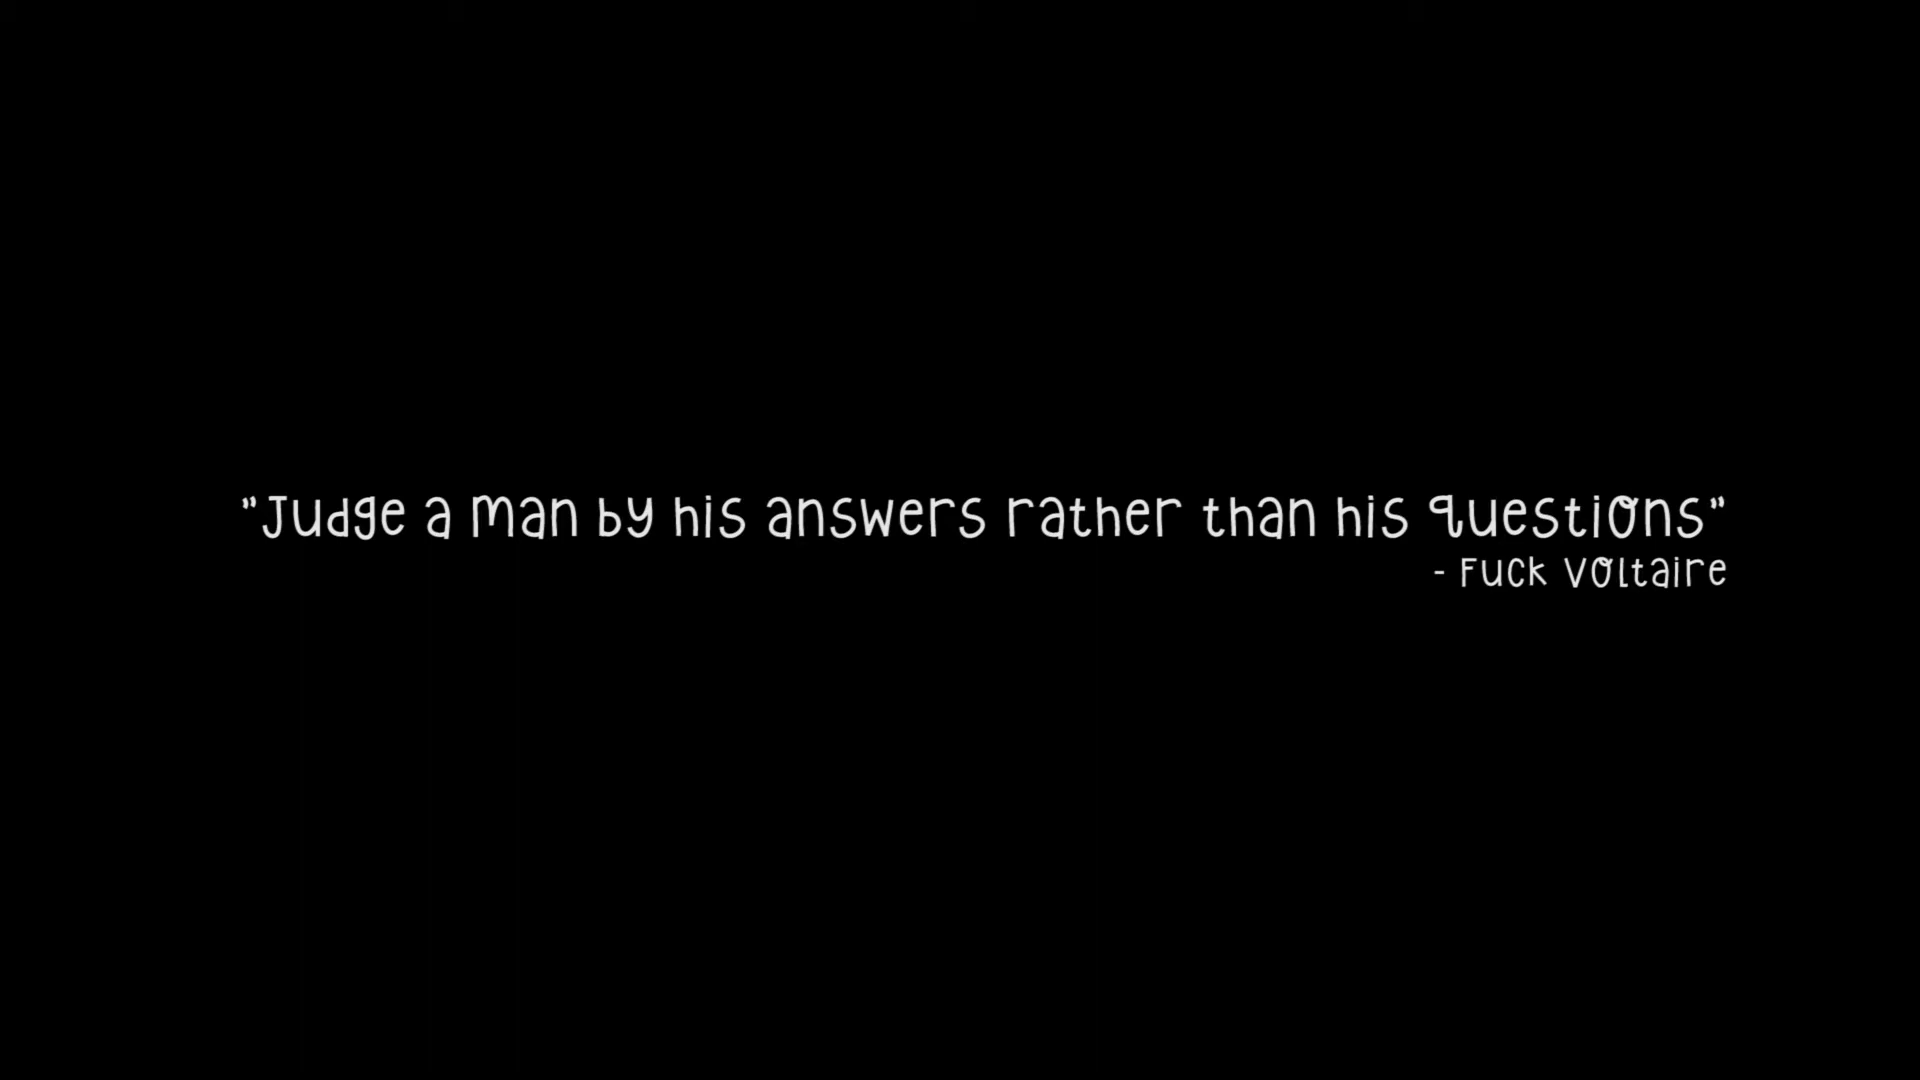 "Judge a man by his answers rather than his questions"
- Fuck Voltaire